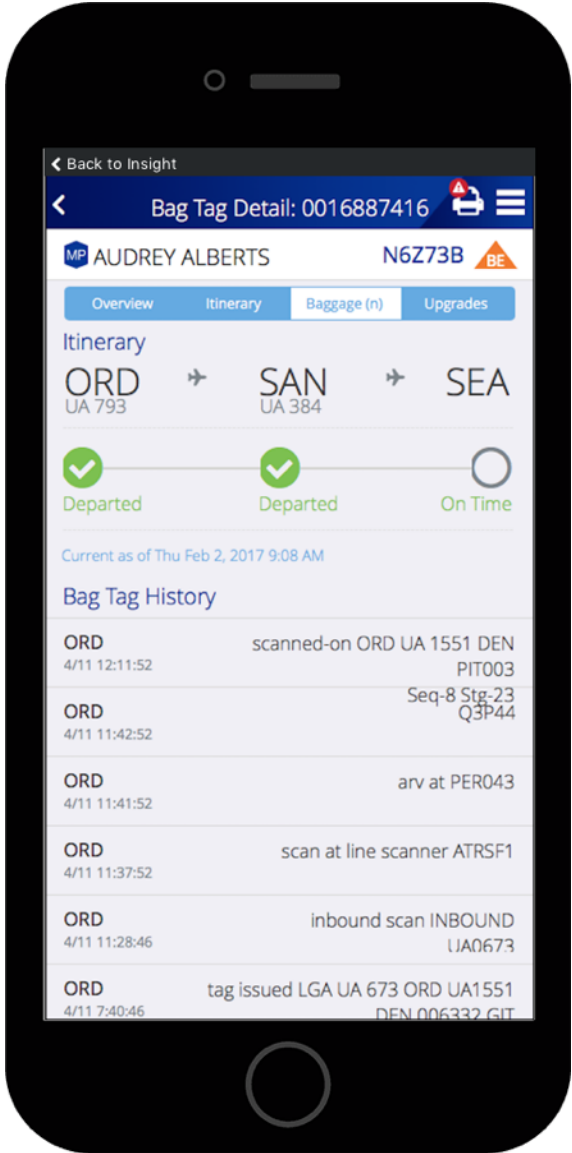 Back to Insight
Bag Tag Detail: 0016887416
MP AUDREY ALBERTS N6Z73B BE
Overview Itinerary Baggage (n) Upgrades
Itinerary
ORD SAN SEA
UA 793 UA 384
Departed Departed On Time
Current as of Thu Feb 2, 2017 9:08 AM
Bag Tag History
ORD scanned-on ORD UA 1551 DEN
4/11 12:11:52 PIT003
Seq-8 Stg-23
ORD Q3P44
4/11 11:42:52
ORD arv at PER043
4/11 11:41:52
ORD scan at line scanner ATRSF1
4/11 11:37:52
ORD inbound scan INBOUND
4/11 11:28:46 UA0673
ORD tag issued LGA UA 673 ORD UA1551
4/11 7:40:46 DEN 006332 GIT